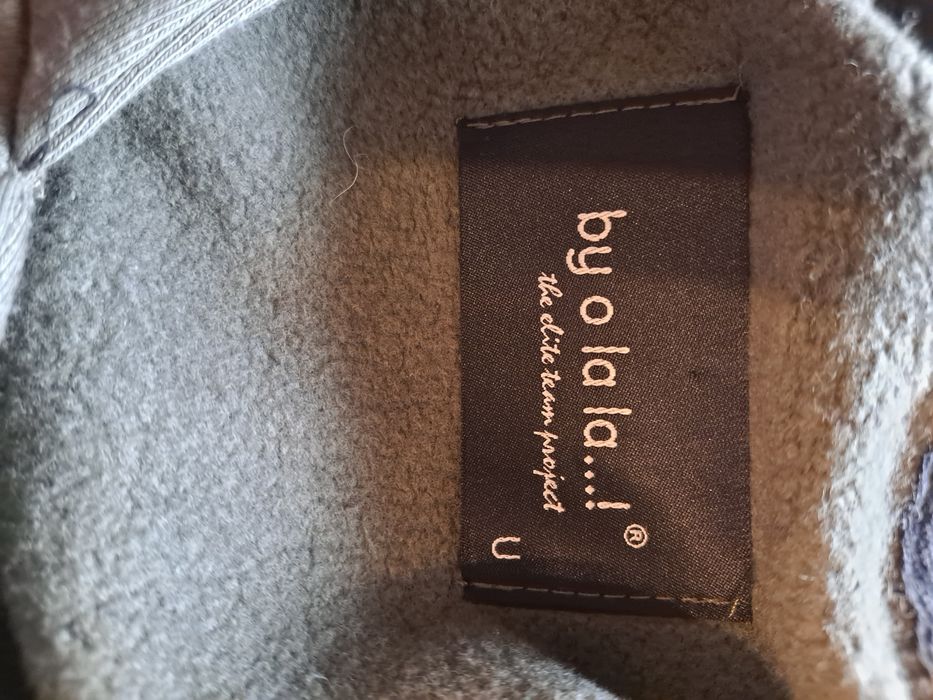 by o la la....!®
the elite team project
U